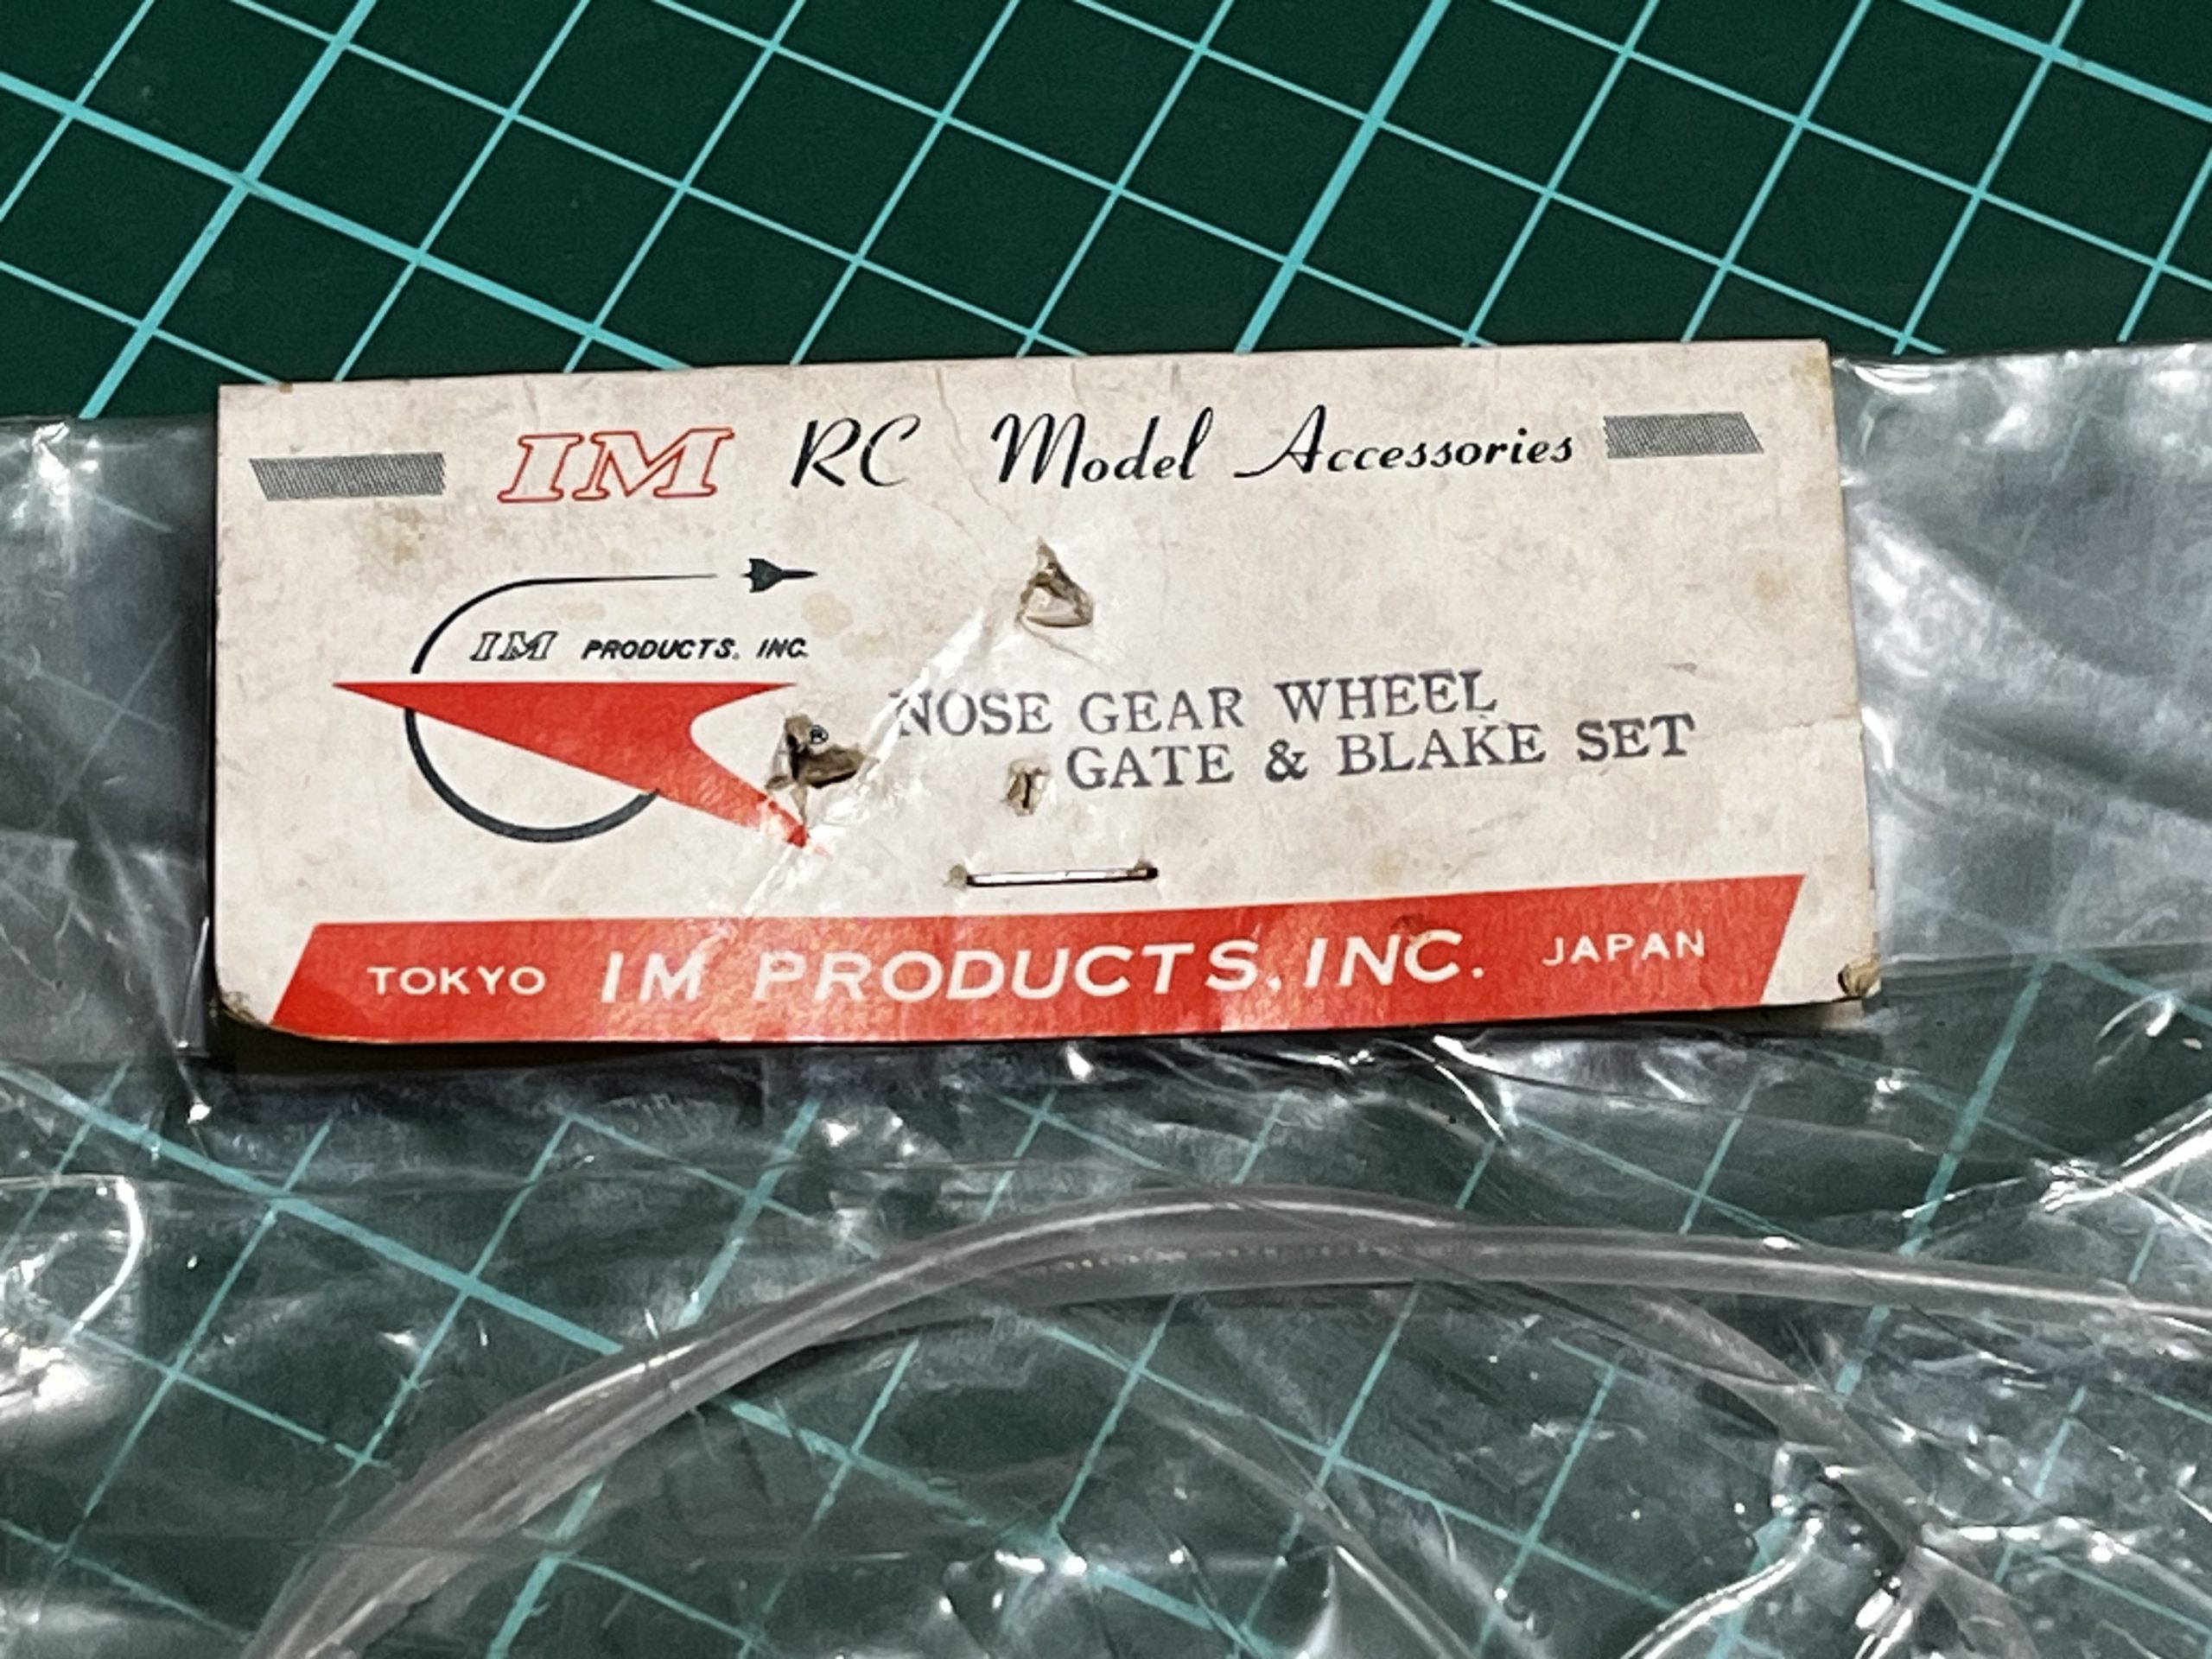 IM RC Model Accessories
IM PRODUCTS. INC.
®
NOSE GEAR WHEEL
GATE & BLAKE SET
TOKYO IM PRODUCTS. INC. JAPAN